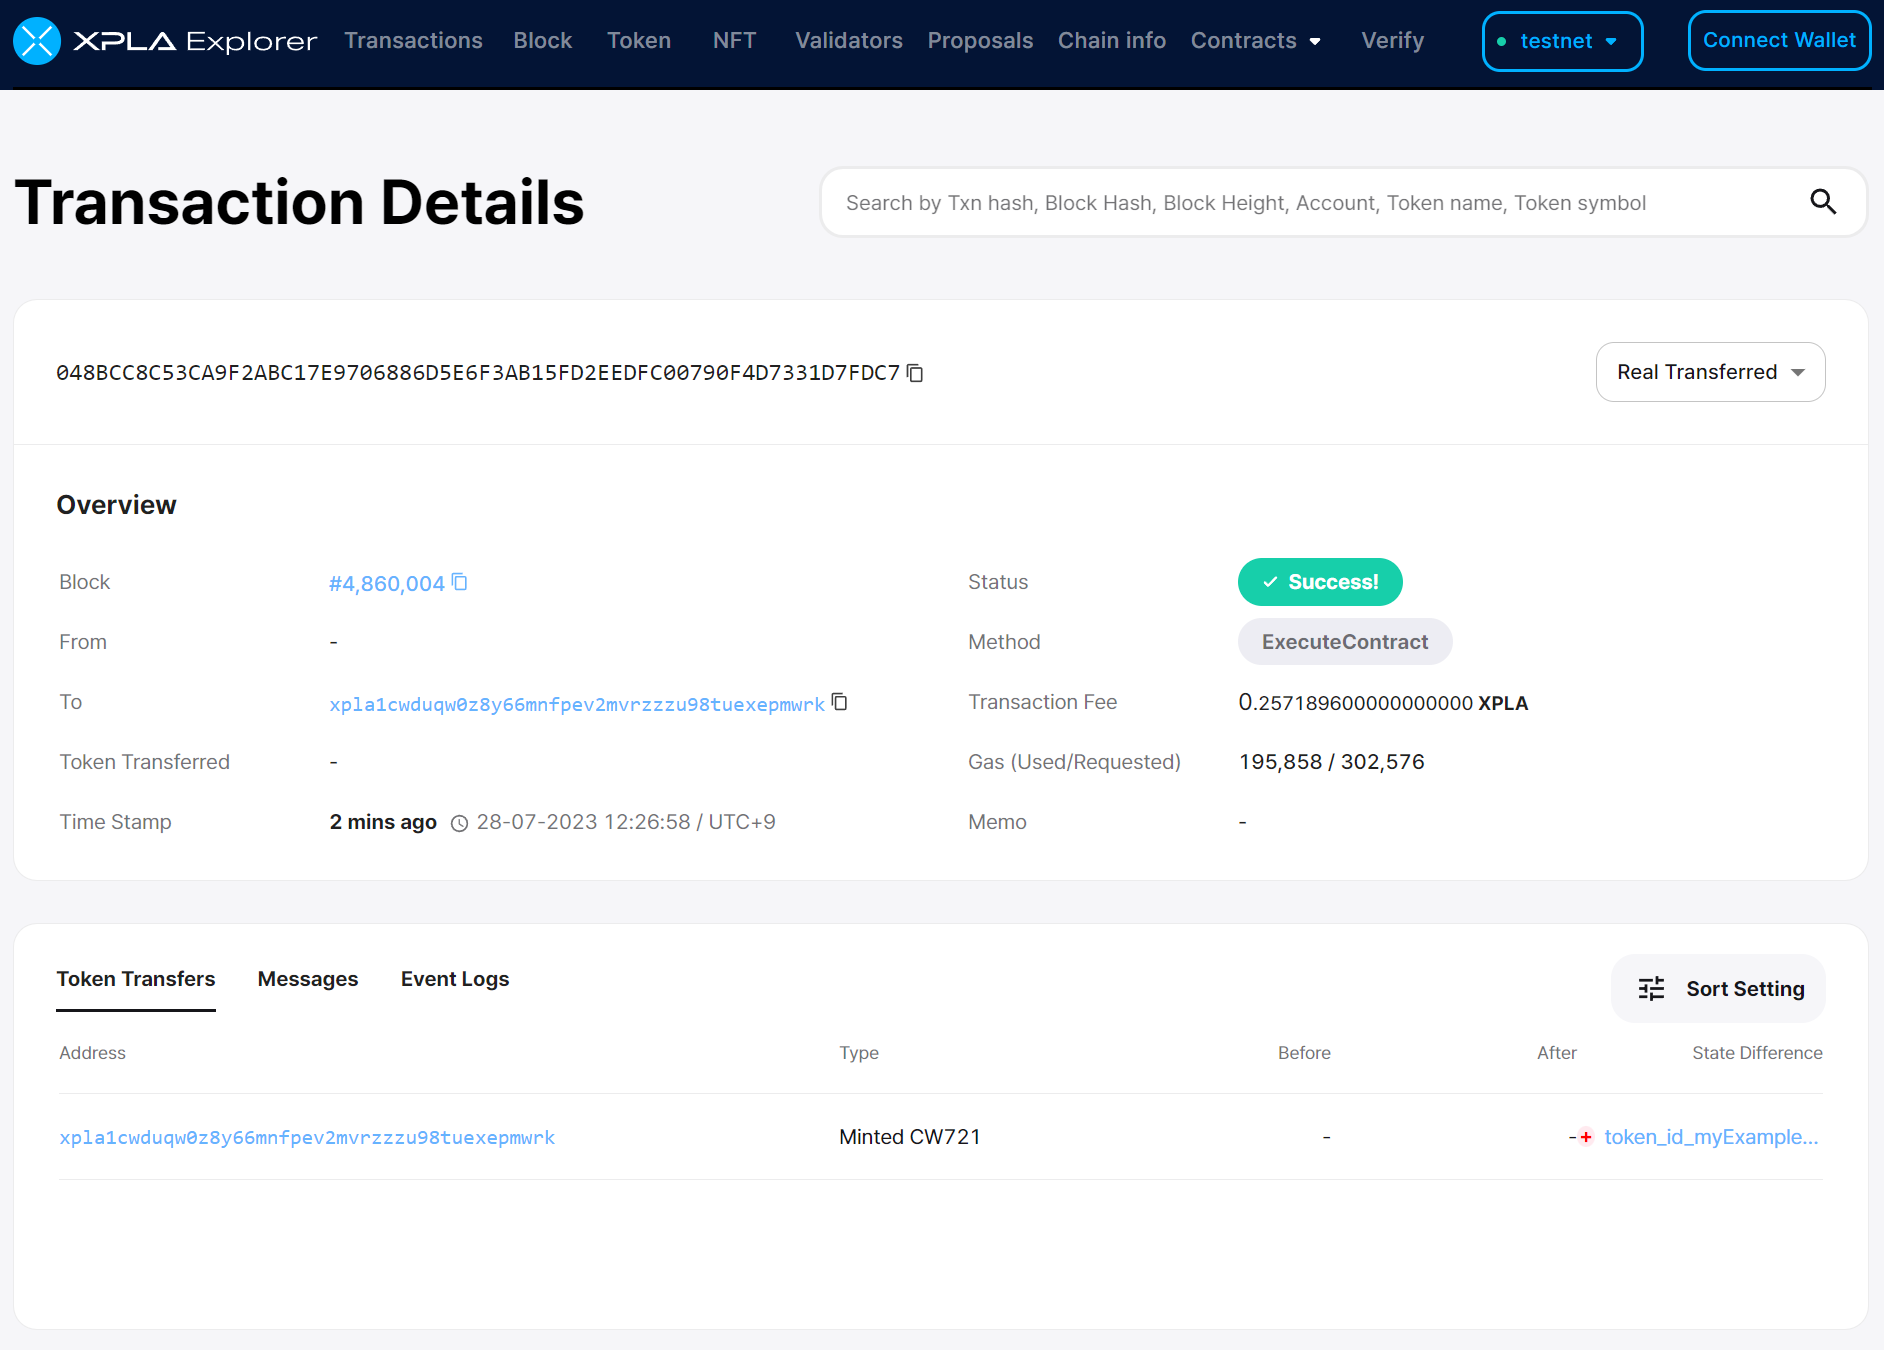 XPLA Explorer Transactions Block Token NFT Validators Proposals Chain info Contracts Verify testnet Connect Wallet
Transaction Details
Search by Txn hash, Block Hash, Block Height, Account, Token name, Token symbol
048BCC8C53CA9F2ABC17E9706886D5E6F3AB15FD2EEDFC00790F4D7331D7FDC7
Real Transferred
Overview
Block #4,860,004 Status Success!
From - Method ExecuteContract
To xpla1cwduqw0z8y66mnfpev2mvrzzzu98tuexepmwrk Transaction Fee 0.257189600000000000 XPLA
Token Transferred - Gas (Used/Requested) 195,858 / 302,576
Time Stamp 2 mins ago 28-07-2023 12:26:58 / UTC+9 Memo -
Token Transfers Messages Event Logs Sort Setting
Address Type Before After State Difference
xpla1cwduqw0z8y66mnfpev2mvrzzzu98tuexepmwrk Minted CW721 - -+ token_id_myExample...